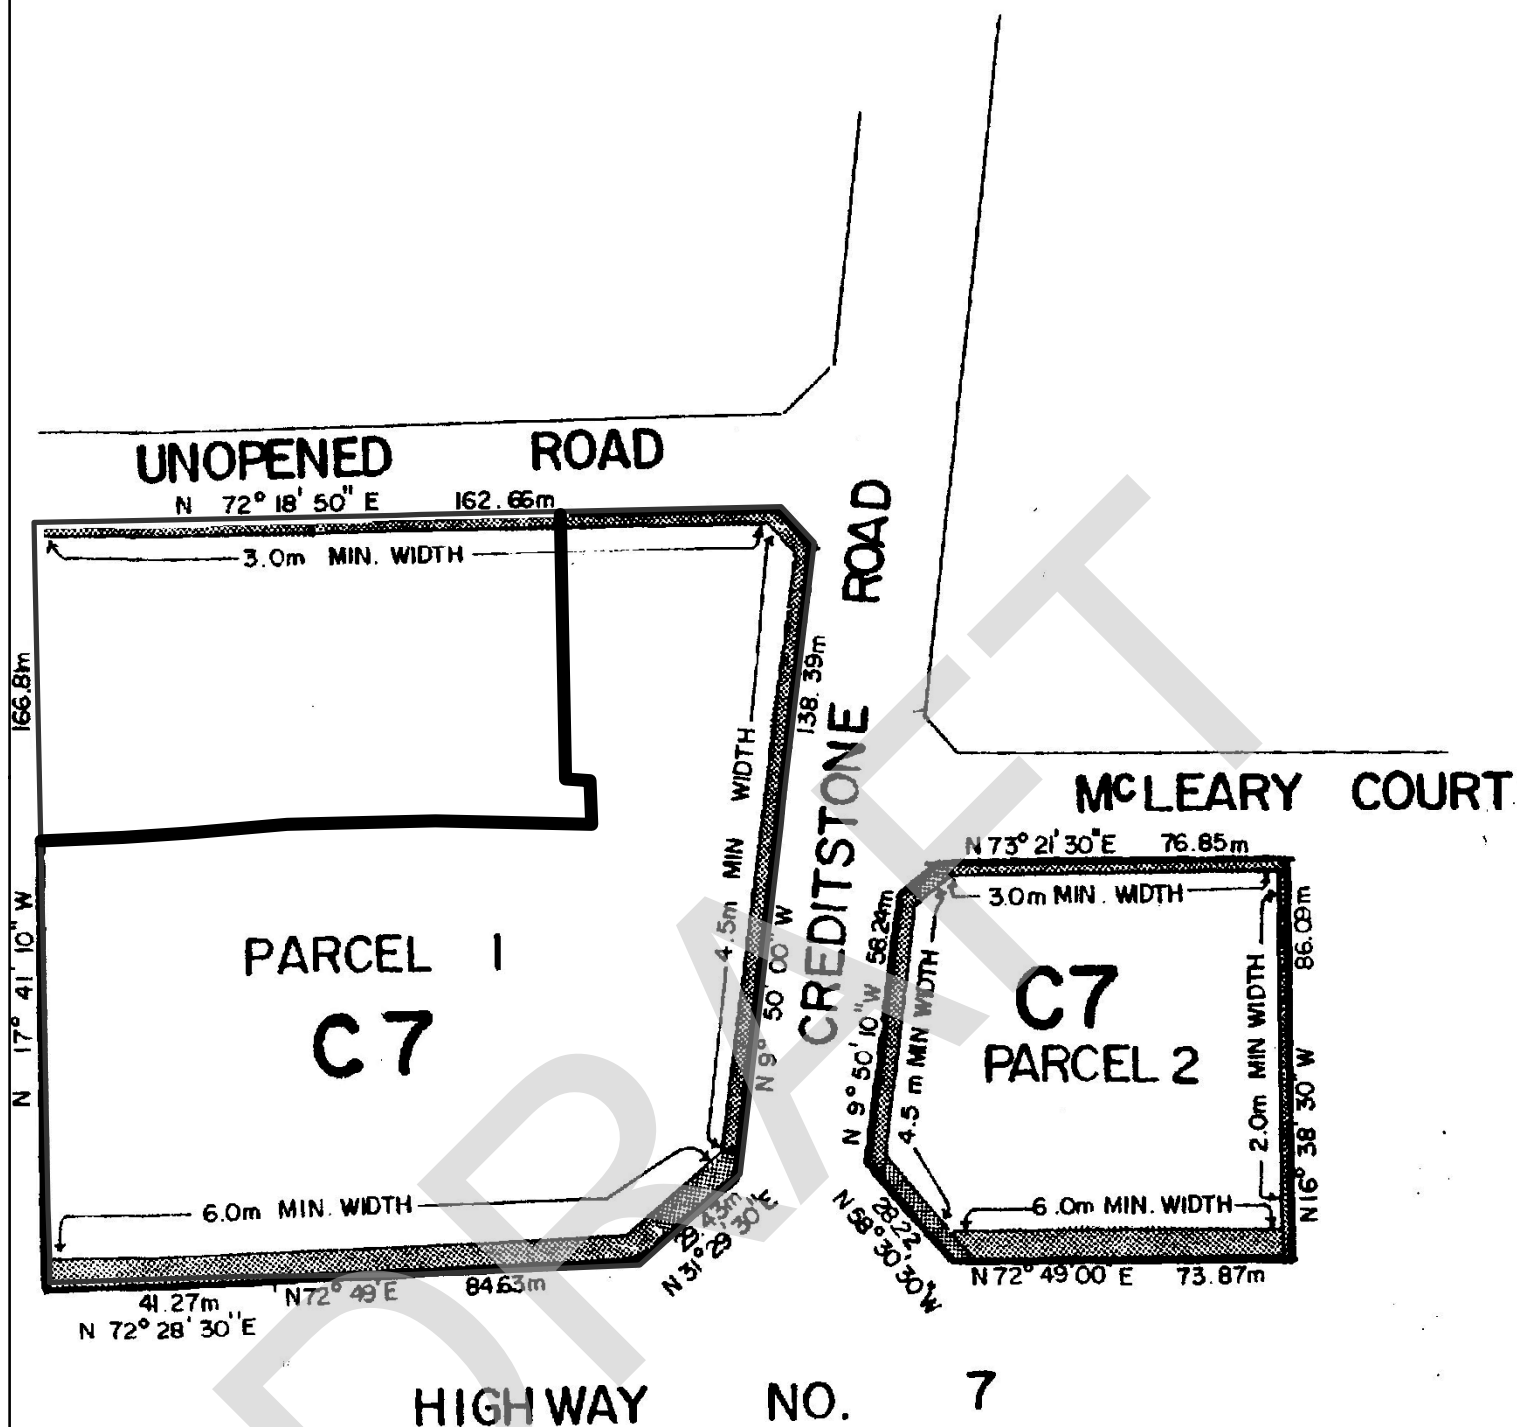 UNOPENED ROAD
N 72° 18' 50" E 162.66m
3.0m MIN. WIDTH
166.81m
N 17° 41' 10" W
PARCEL 1
C7
4.5m MIN WIDTH
138.39m
N 9° 50' 00" W
CREDITSTONE ROAD
6.0m MIN. WIDTH
41.27m
N 72° 28' 30" E
N72° 49' E 84.63m
29.43m
N 31° 29' 30" E
McLEARY COURT
N 73° 21' 30" E 76.85m
3.0m MIN. WIDTH
N 9° 50' 10" W 58.24m
4.5 m MIN WIDTH
C7
PARCEL 2
2.0m MIN WIDTH
86.09m
N16° 38' 30" W
6.0m MIN. WIDTH
28.22
N 58° 30' 30" W
N 72° 49' 00" E 73.87m
HIGHWAY NO. 7
DRAFT